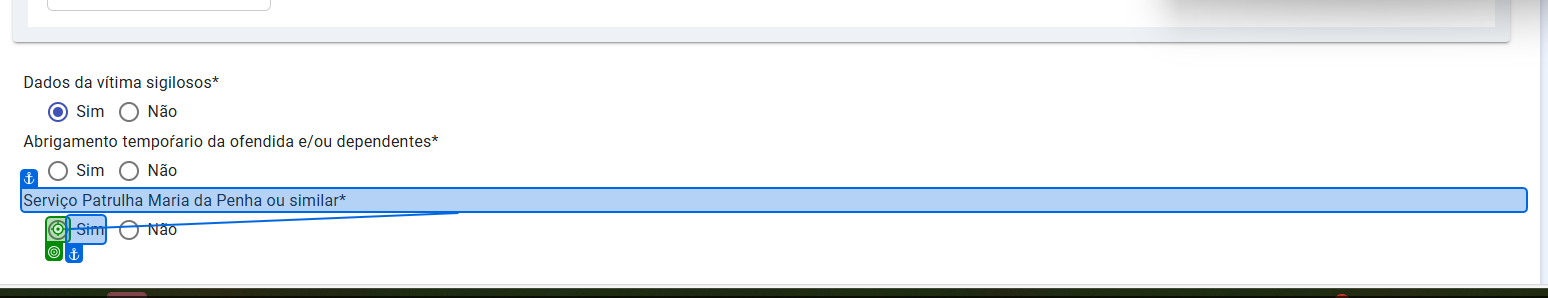 Dados da vítima sigilosos*
Sim Não
Abrigamento tempoŕario da ofendida e/ou dependentes*
Sim Não
Serviço Patrulha Maria da Penha ou similar*
Sim Não